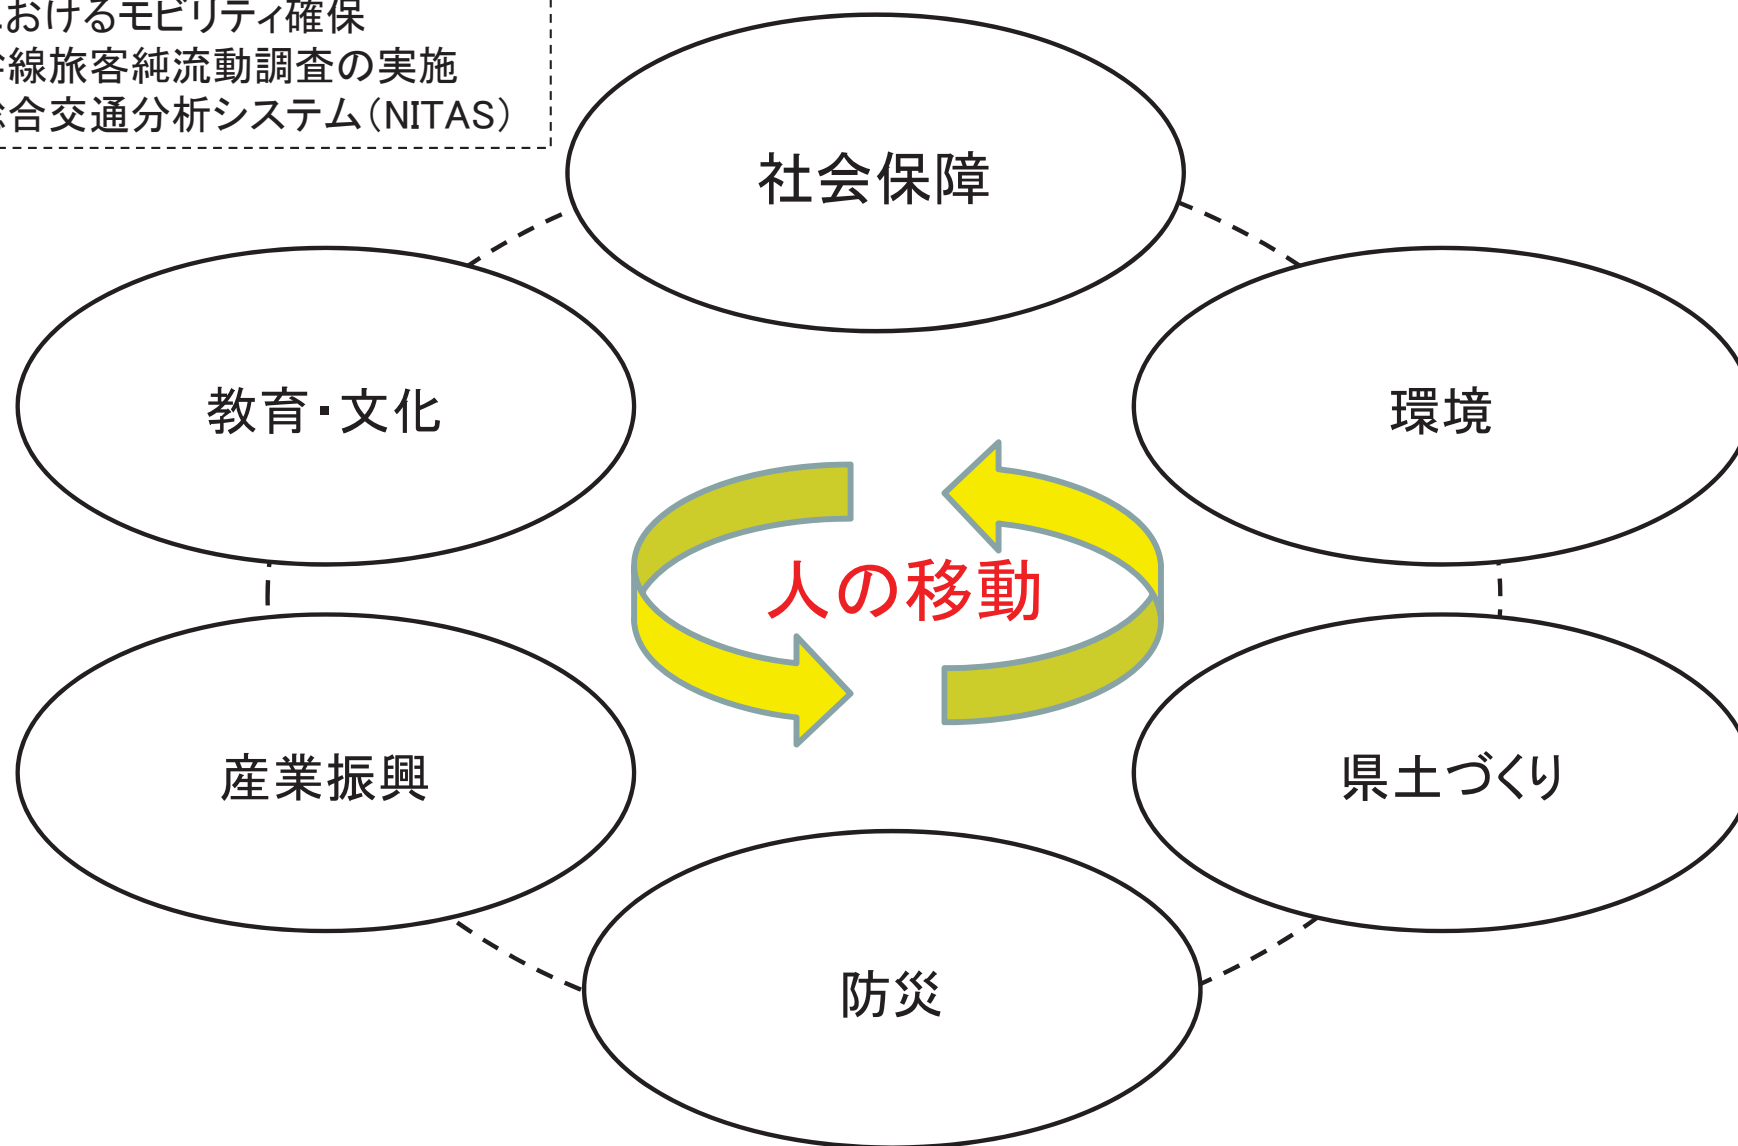 おけるモビリティ確保
線旅客純流動調査の実施
合交通分析システム(NITAS)
社会保障
教育・文化
環境
人の移動
産業振興
県土づくり
防災